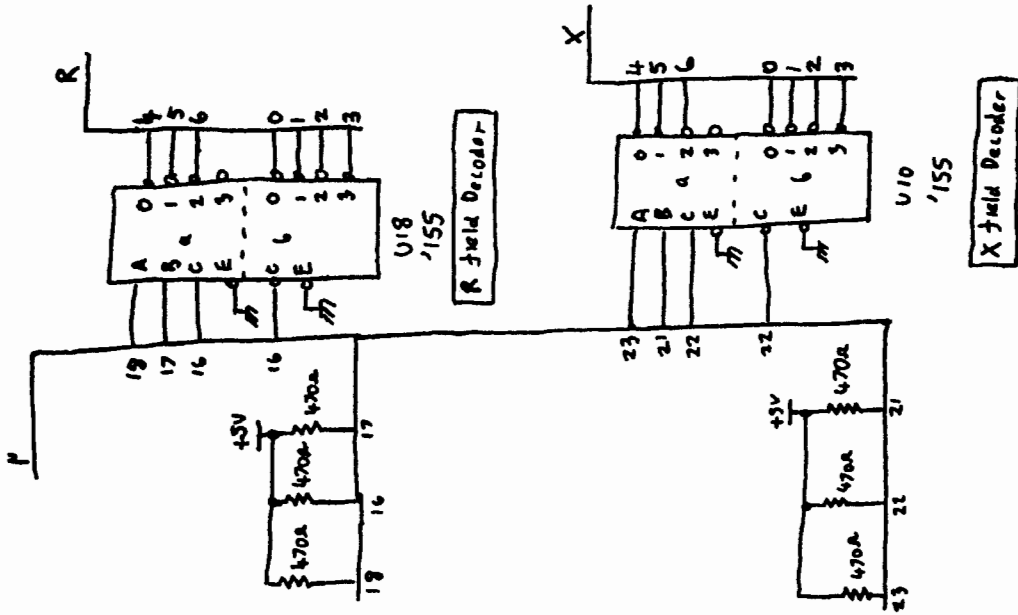 R
4 5 6 0 1 2 3
0 1 2 3 0 1 2 3
a b
A B C E C E
U18
'155
R field Decoder
18 17 16 16
+5V
470Ω 470Ω 470Ω
18 16 17
X
4 5 6 0 1 2 3
0 1 2 3 0 1 2 3
a b
A B C E C E
U10
'155
X field Decoder
23 21 22 22
+5V
470Ω 470Ω 470Ω
23 22 21